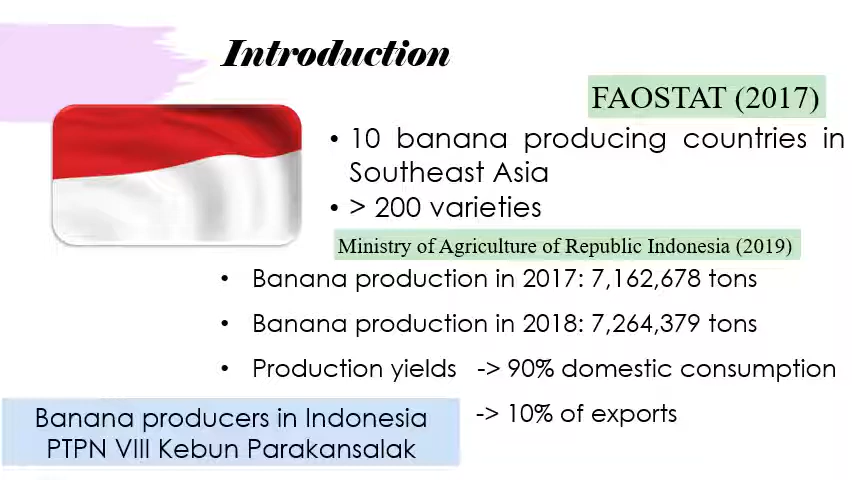 Introduction
FAOSTAT (2017)
• 10 banana producing countries in
Southeast Asia
• > 200 varieties
Ministry of Agriculture of Republic Indonesia (2019)
• Banana production in 2017: 7,162,678 tons
• Banana production in 2018: 7,264,379 tons
• Production yields -> 90% domestic consumption
-> 10% of exports
Banana producers in Indonesia
PTPN VIII Kebun Parakansalak